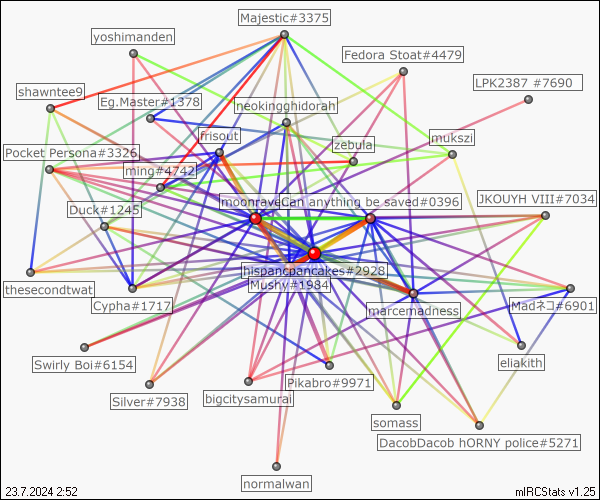 Majestic#3375
yoshimanden
Fedora Stoat#4479
LPK2387 #7690
shawntee9
Eg.Master#1378
neokingghidorah
frisout
zebula
mukszi
Pocket Persona#3326
ming#4742
moonrave
Can anything be saved#0396
JKOUYH VIII#7034
Duck#1245
hispancpancakes#2928
thesecondtwat
Mushy#1984
Cypha#1717
marcemadness
Madネコ#6901
Swirly Boi#6154
eliakith
Pikabro#9971
Silver#7938
bigcitysamurai
somass
DacobDacob hORNY police#5271
normalwan
23.7.2024 2:52
mIRCStats v1.25